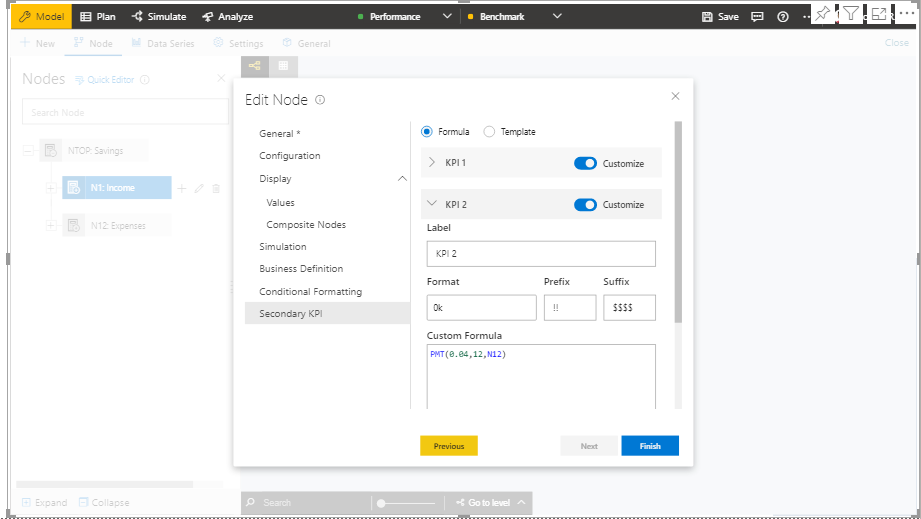 Model Plan Simulate Analyze Performance Benchmark Save
New Node Data Series Settings General Close
Nodes Quick Editor
Search Node
NTOP: Savings
N1: Income
N12: Expenses
Edit Node
General *
Configuration
Display
Values
Composite Nodes
Simulation
Business Definition
Conditional Formatting
Secondary KPI
Formula Template
KPI 1 Customize
KPI 2 Customize
Label
KPI 2
Format Prefix Suffix
0k !! $$$$
Custom Formula
PMT(0.04,12,N12)
Previous Next Finish
Expand Collapse Search Go to level